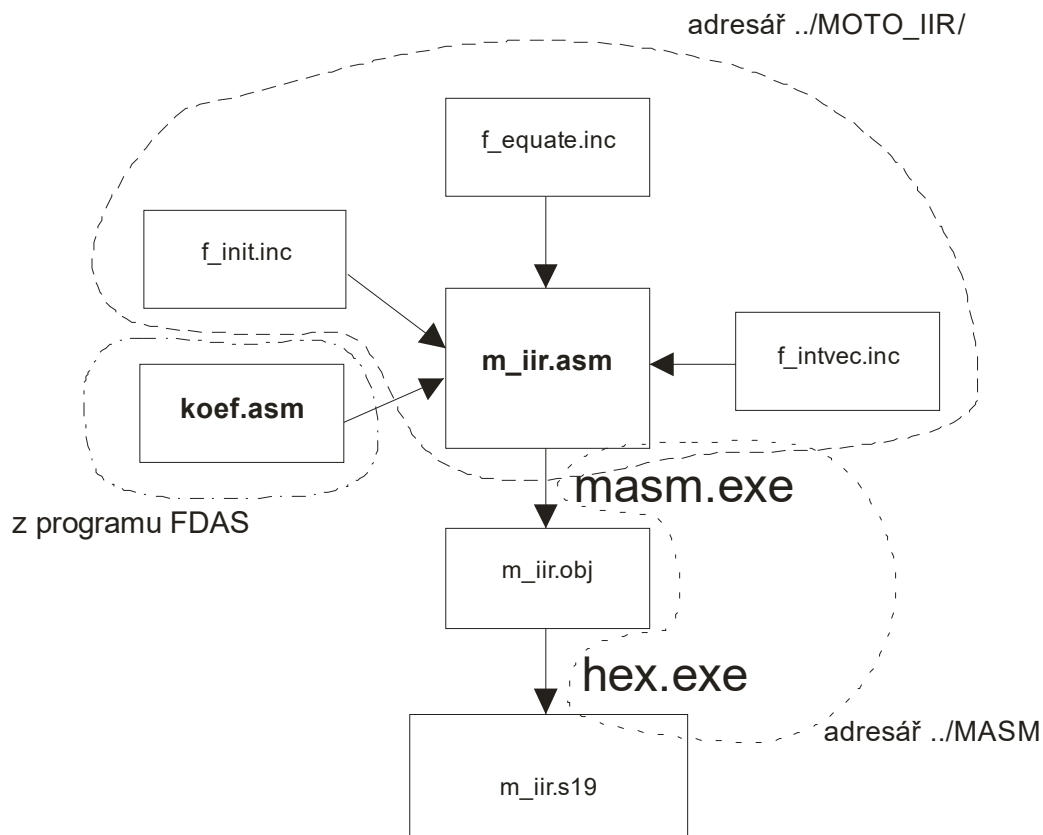 adresář ../MOTO_IIR/
f_equate.inc
f_init.inc
m_iir.asm
f_intvec.inc
koef.asm
masm.exe
z programu FDAS
m_iir.obj
hex.exe
adresář ../MASM
m_iir.s19